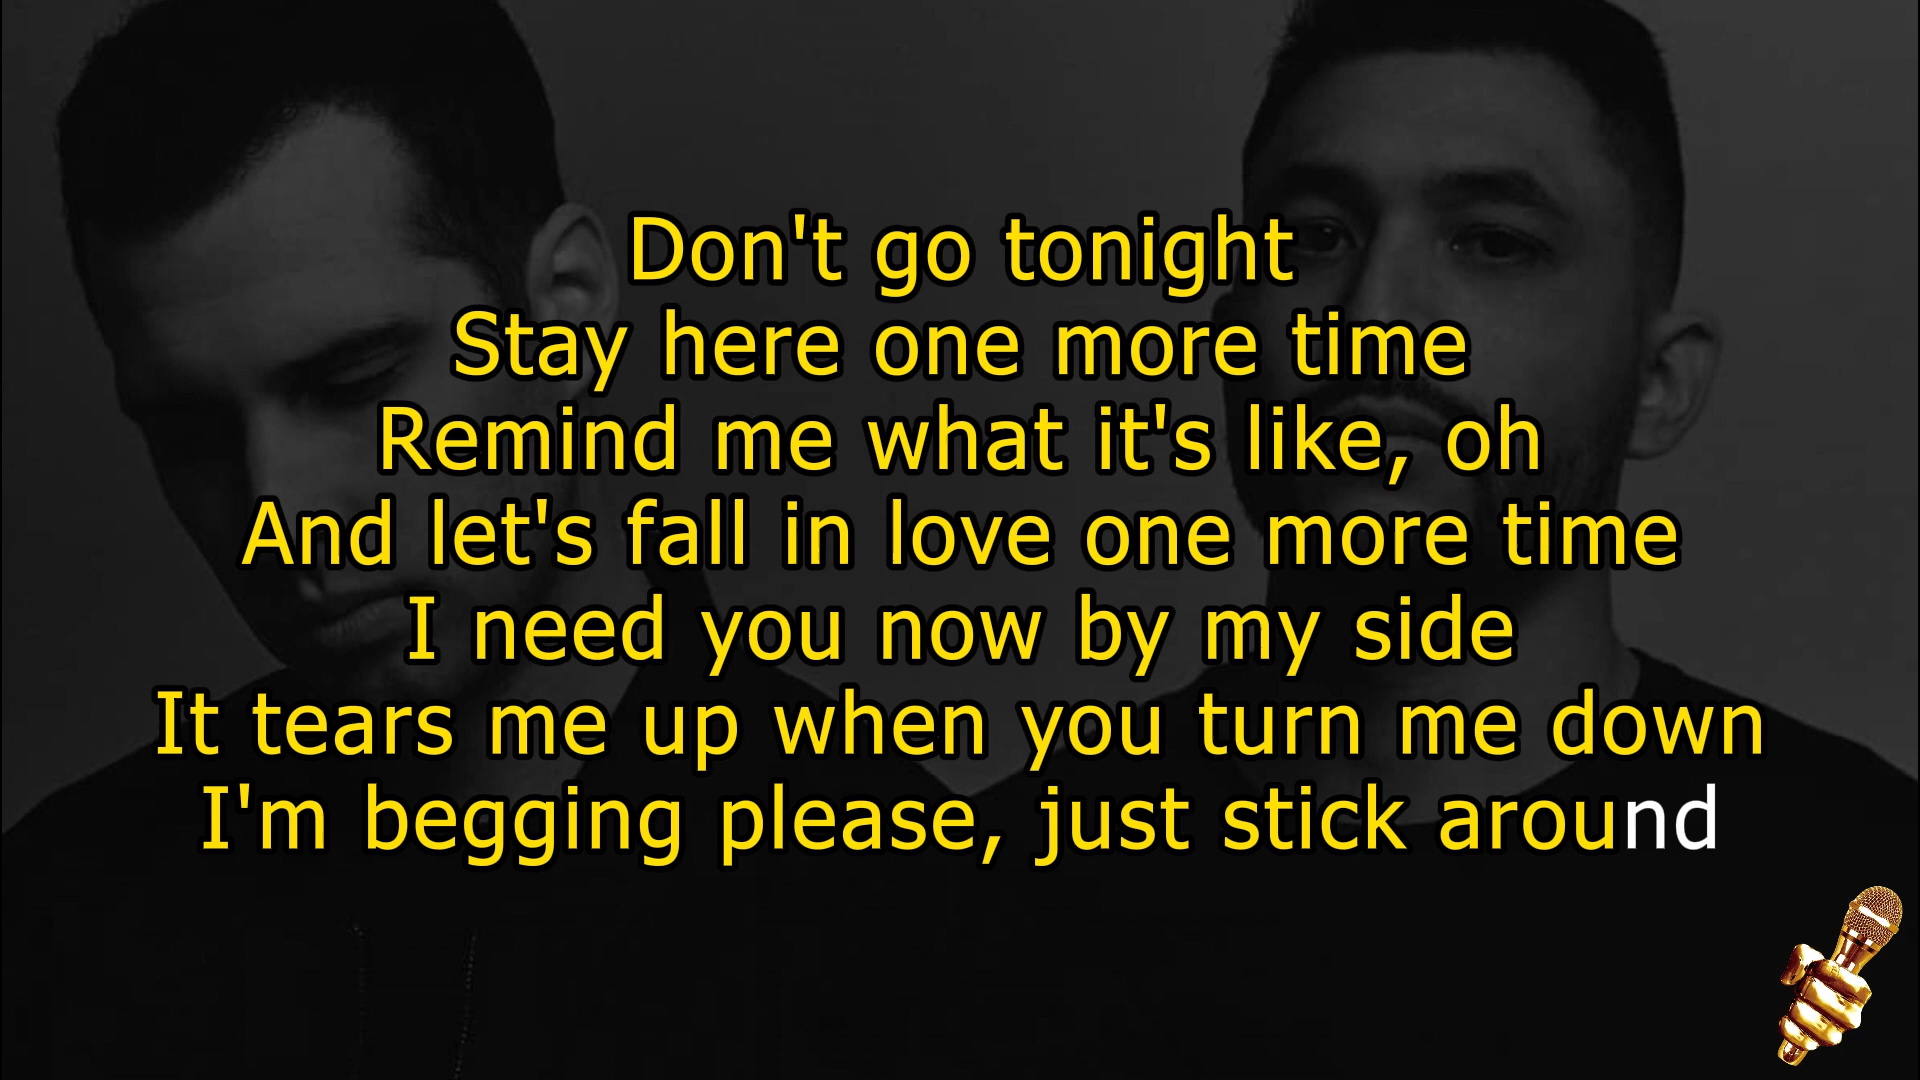 Don't go tonight
Stay here one more time
Remind me what it's like, oh
And let's fall in love one more time
I need you now by my side
It tears me up when you turn me down
I'm begging please, just stick around